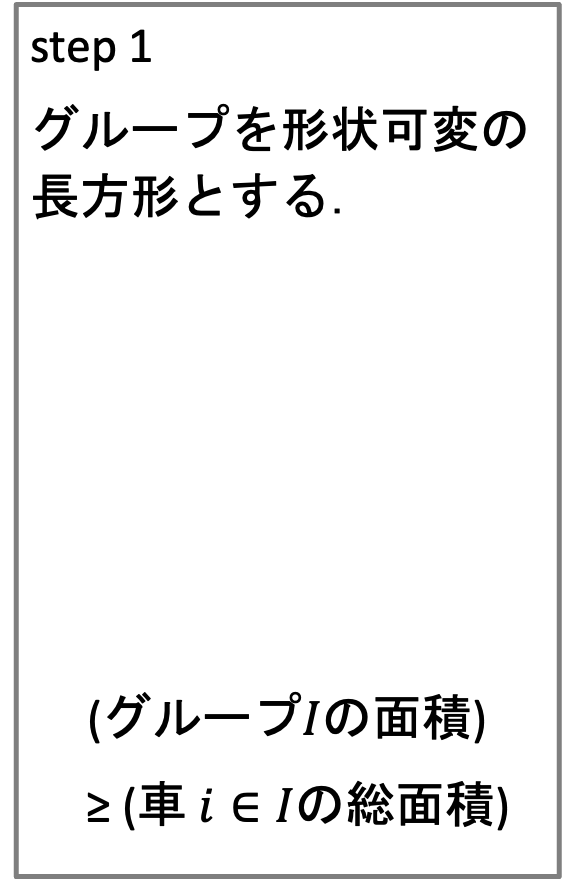 step 1
グループを形状可変の
長方形とする.
(グループIの面積)
≥ (車 i ∈ Iの総面積)